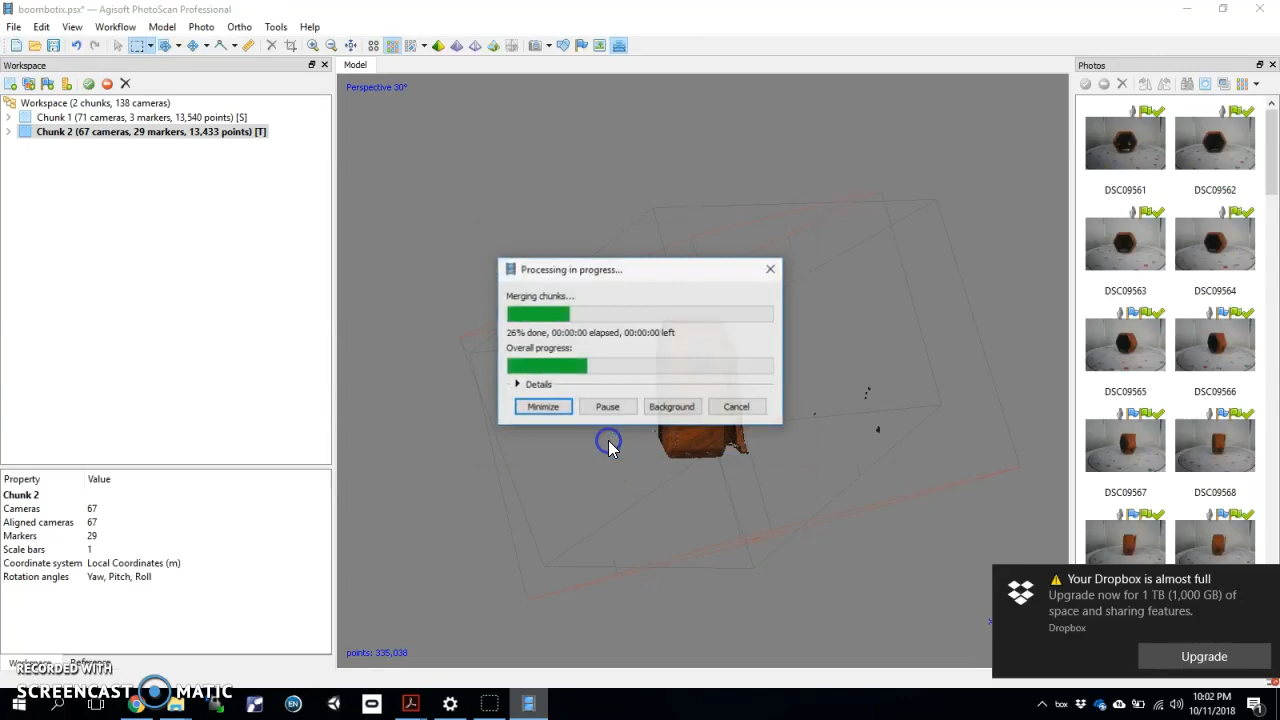 boombotix.psx* — Agisoft PhotoScan Professional
File Edit View Workflow Model Photo Ortho Tools Help
Workspace
Workspace (2 chunks, 138 cameras)
Chunk 1 (71 cameras, 3 markers, 13,540 points) [S]
Chunk 2 (67 cameras, 29 markers, 13,433 points) [T]
Property Value
Chunk 2
Cameras 67
Aligned cameras 67
Markers 29
Scale bars 1
Coordinate system Local Coordinates (m)
Rotation angles Yaw, Pitch, Roll
Workspace Reference
Model
Perspective 30°
Processing in progress...
Merging chunks...
26% done, 00:00:00 elapsed, 00:00:00 left
Overall progress:
Details
Minimize Pause Background Cancel
points: 335,038
Photos
DSC09561 DSC09562
DSC09563 DSC09564
DSC09565 DSC09566
DSC09567 DSC09568
X
Your Dropbox is almost full
Upgrade now for 1 TB (1,000 GB) of
space and sharing features.
Dropbox
Upgrade
RECORDED WITH
SCREENCAST MATIC
EN
box
10:02 PM
10/11/2018
1